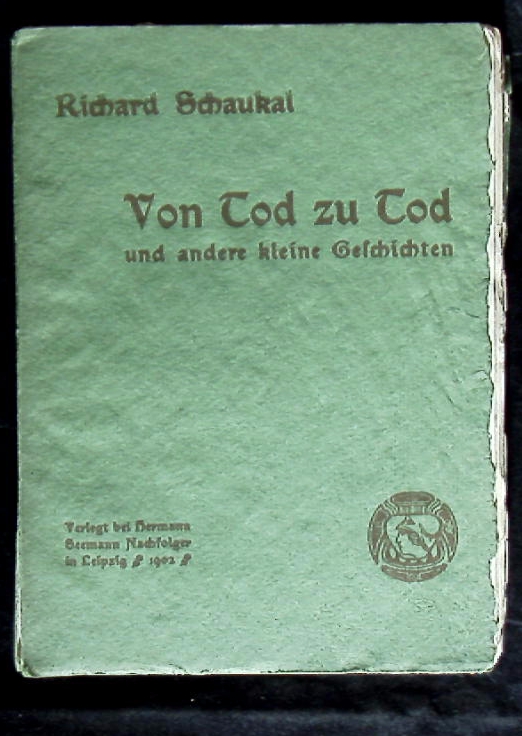 Richard Schaukal
Von Tod zu Tod
und andere kleine Geſchichten
Verlegt bei Hermann
Seemann Nachfolger
in Leipzig 1902